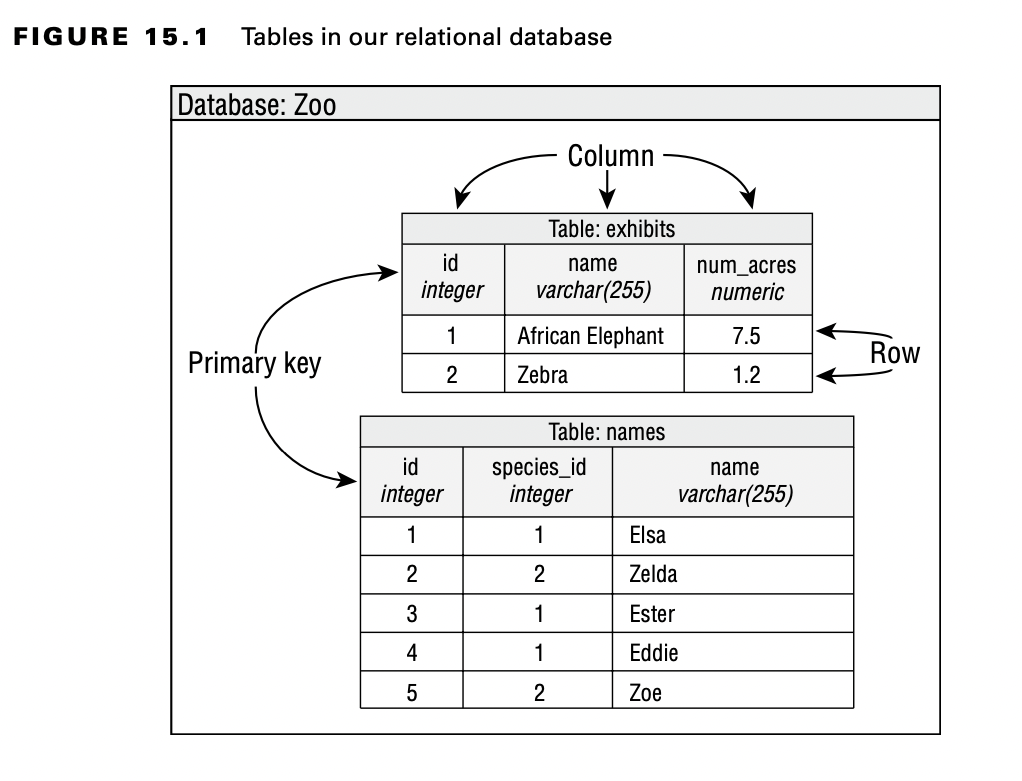 FIGURE 15.1 Tables in our relational database
Database: Zoo
Column
Table: exhibits
id name num_acres
integer varchar(255) numeric
1 African Elephant 7.5
2 Zebra 1.2
Row
Primary key
Table: names
id species_id name
integer integer varchar(255)
1 1 Elsa
2 2 Zelda
3 1 Ester
4 1 Eddie
5 2 Zoe